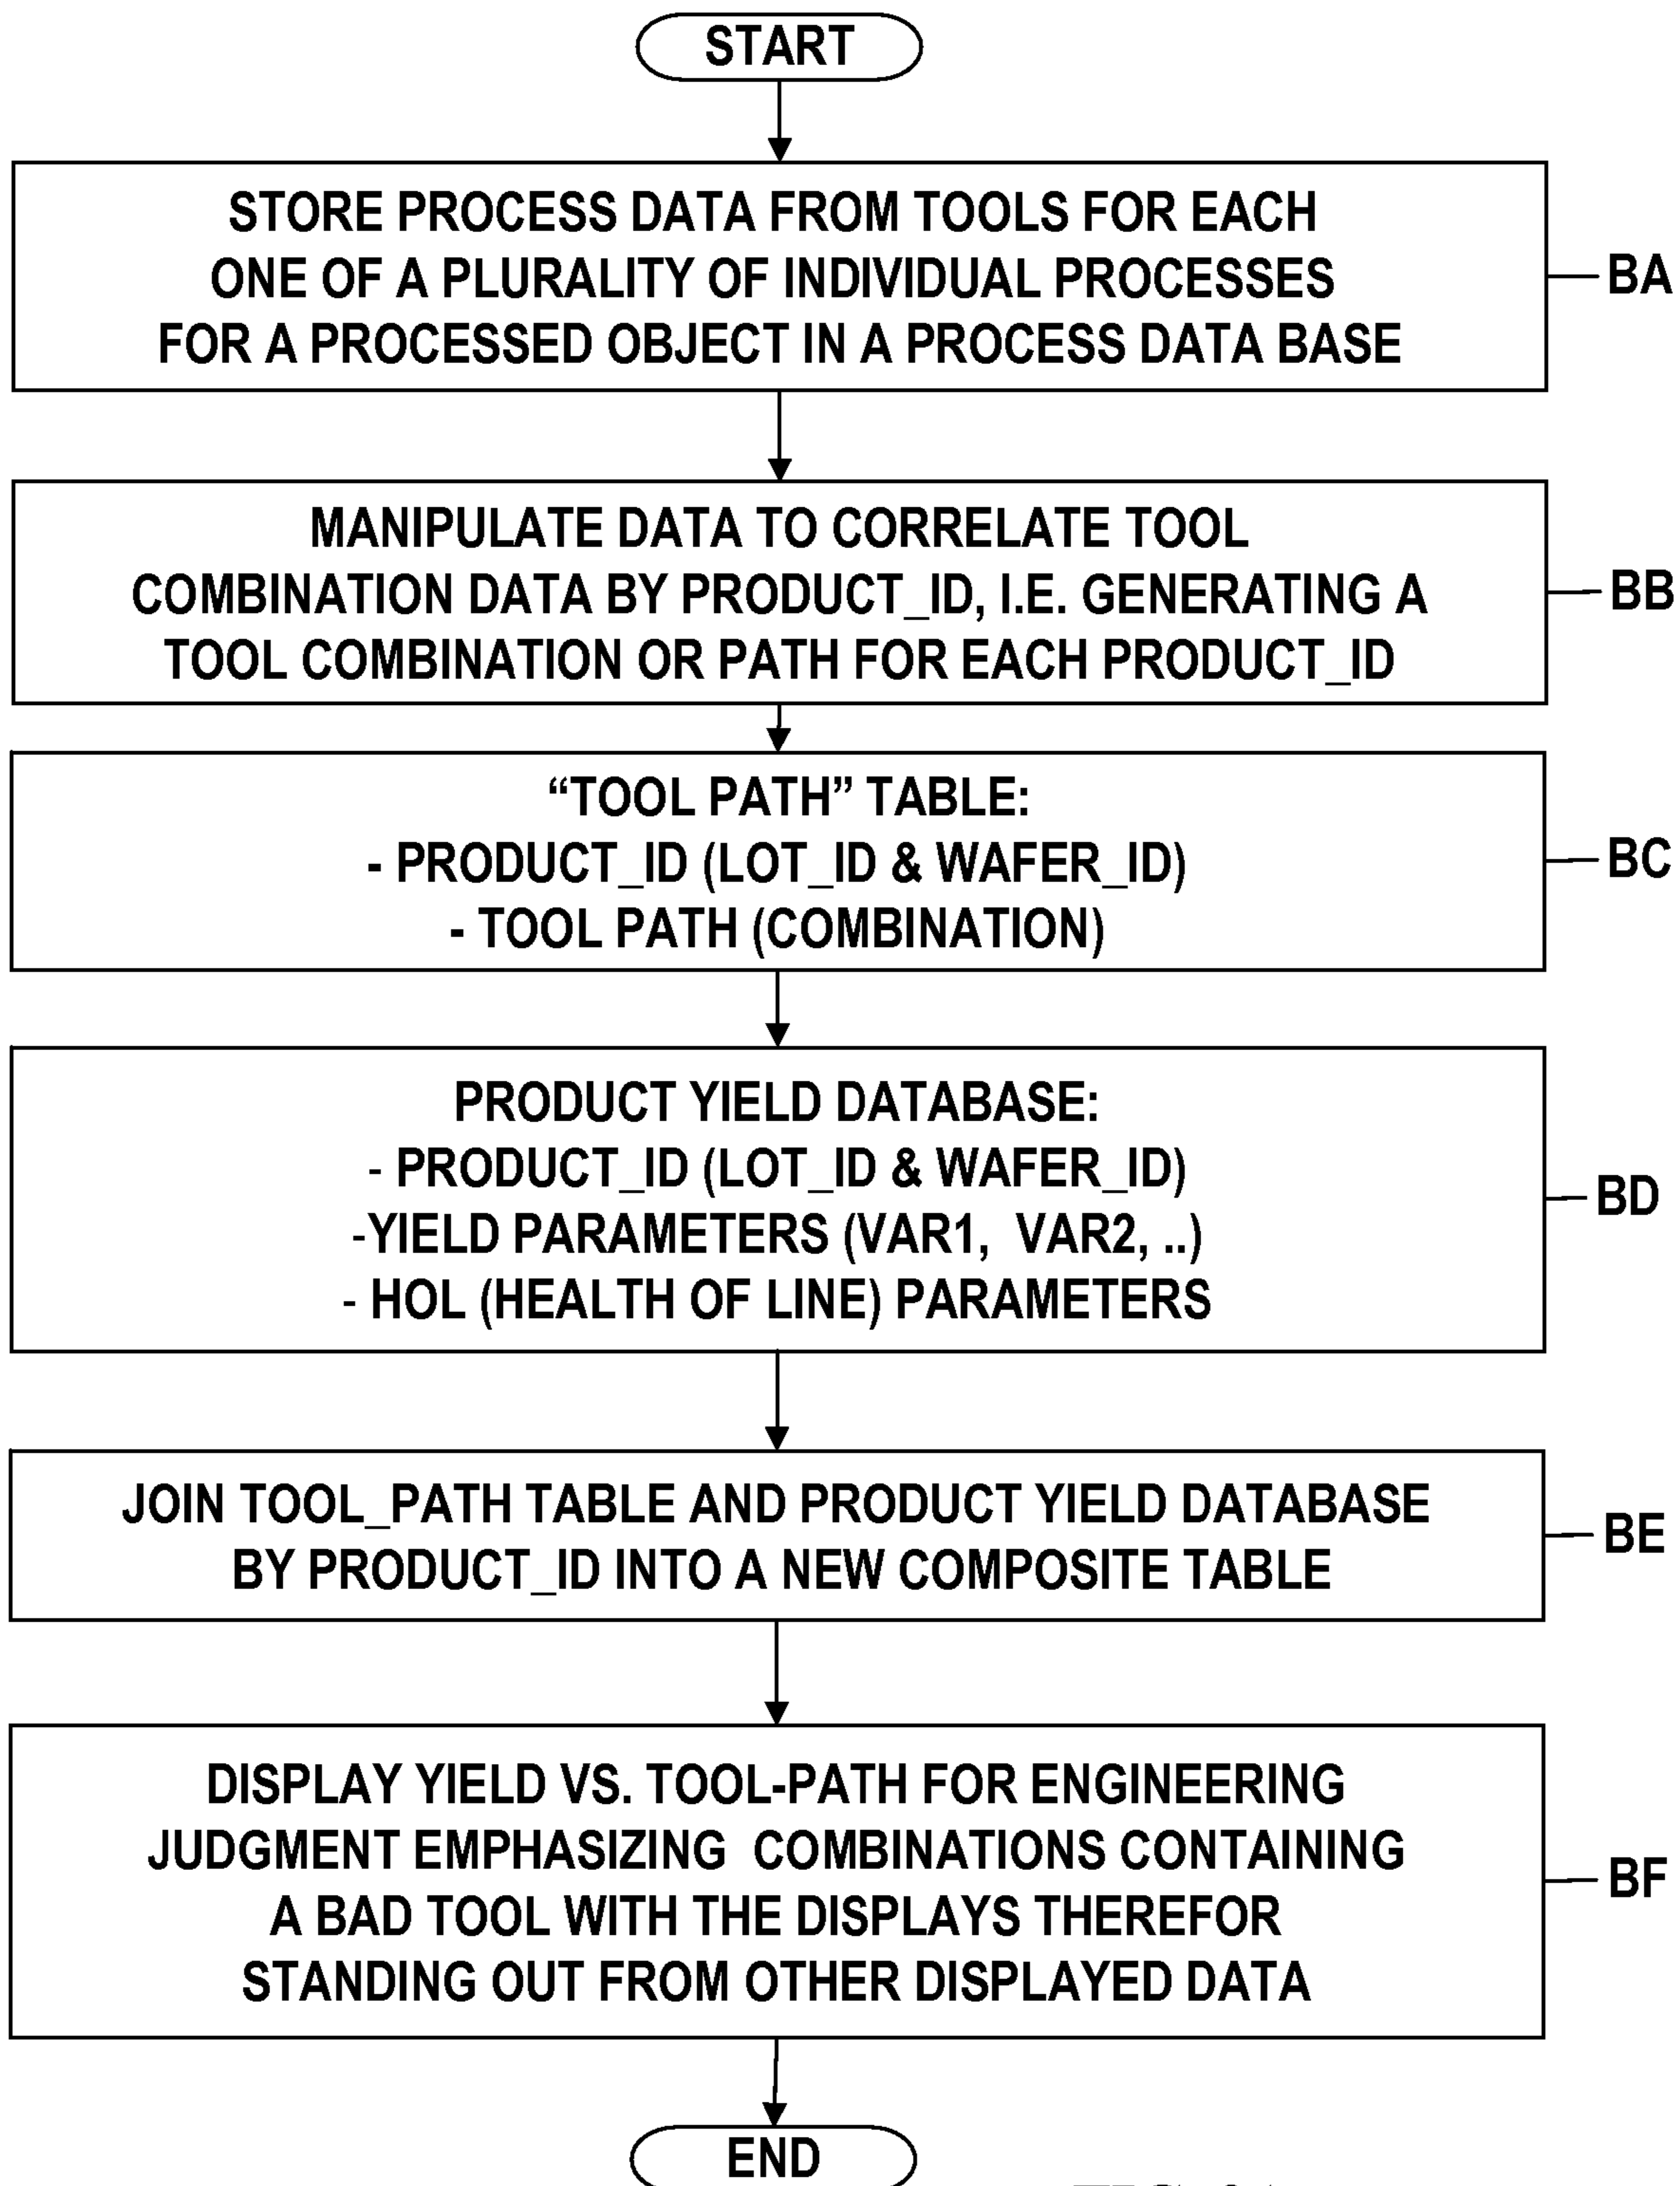 START
STORE PROCESS DATA FROM TOOLS FOR EACH
ONE OF A PLURALITY OF INDIVIDUAL PROCESSES
FOR A PROCESSED OBJECT IN A PROCESS DATA BASE
BA
MANIPULATE DATA TO CORRELATE TOOL
COMBINATION DATA BY PRODUCT_ID, I.E. GENERATING A
TOOL COMBINATION OR PATH FOR EACH PRODUCT_ID
BB
“TOOL PATH” TABLE:
- PRODUCT_ID (LOT_ID & WAFER_ID)
- TOOL PATH (COMBINATION)
BC
PRODUCT YIELD DATABASE:
- PRODUCT_ID (LOT_ID & WAFER_ID)
-YIELD PARAMETERS (VAR1, VAR2, ..)
- HOL (HEALTH OF LINE) PARAMETERS
BD
JOIN TOOL_PATH TABLE AND PRODUCT YIELD DATABASE
BY PRODUCT_ID INTO A NEW COMPOSITE TABLE
BE
DISPLAY YIELD VS. TOOL-PATH FOR ENGINEERING
JUDGMENT EMPHASIZING COMBINATIONS CONTAINING
A BAD TOOL WITH THE DISPLAYS THEREFOR
STANDING OUT FROM OTHER DISPLAYED DATA
BF
END